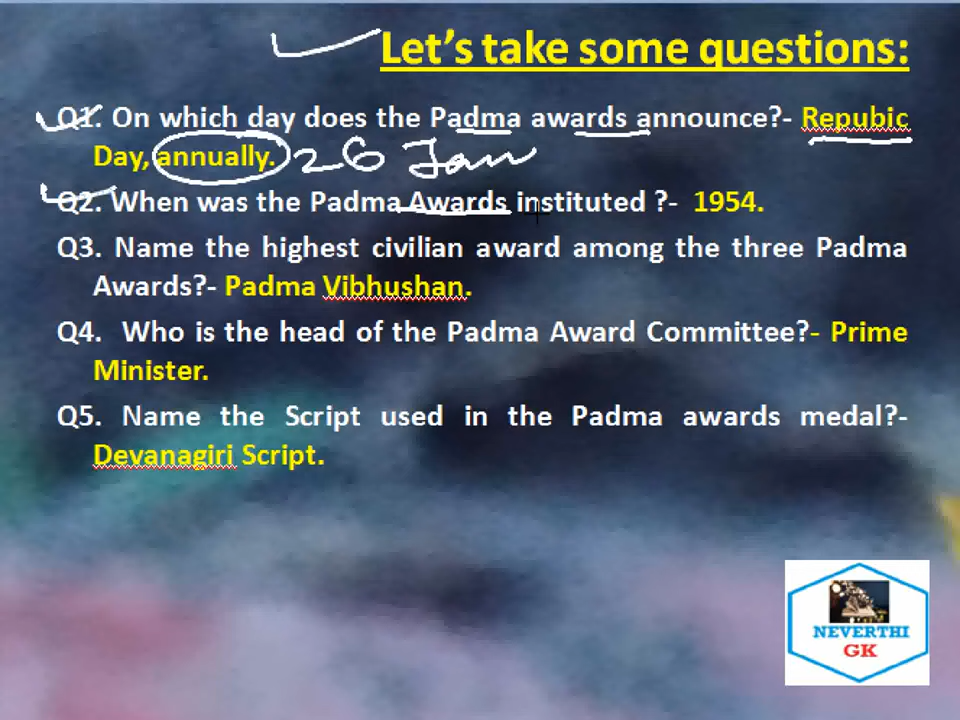 Let's take some questions:
Q1. On which day does the Padma awards announce?- Repubic
Day, annually. 26 Jan
Q2. When was the Padma Awards instituted ?- 1954.
Q3. Name the highest civilian award among the three Padma
Awards?- Padma Vibhushan.
Q4. Who is the head of the Padma Award Committee?- Prime
Minister.
Q5. Name the Script used in the Padma awards medal?-
Devanagiri Script.
NEVERTHI
GK